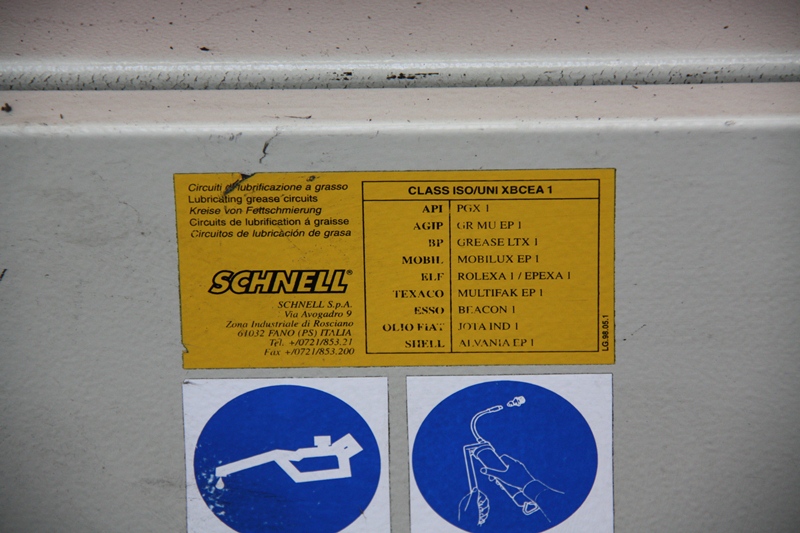 Circuiti di lubrificazione a grasso
Lubricating grease circuits
Kreise von Fettschmierung
Circuits de lubrification á graisse
Circuitos de lubricación de grasa
SCHNELL®
SCHNELL S.p.A.
Via Avogadro 9
Zona Industriale di Rosciano
61032 FANO (PS) ITALIA
Tel. +/0721/853.21
Fax +/0721/853.200
CLASS ISO/UNI XBCEA 1
API PGX 1
AGIP GR MU EP 1
BP GREASE LTX 1
MOBIL MOBILUX EP 1
ELF ROLEXA 1 / EPEXA 1
TEXACO MULTIFAK EP 1
ESSO BEACON 1
OLIO FIAT JOTA IND 1
SHELL ALVANIA EP 1
LG.98.05.1